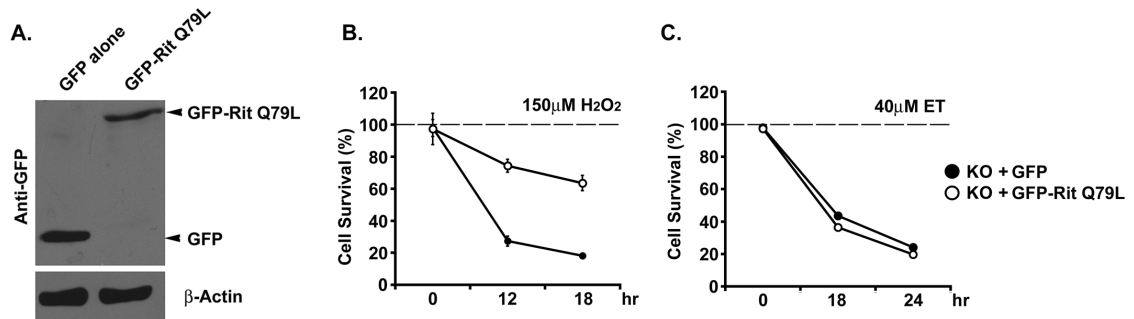 A.
GFP alone
GFP-Rit Q79L
Anti-GFP
GFP-Rit Q79L
GFP
β-Actin
B.
150μM H2O2
Cell Survival (%)
120
100
80
60
40
20
0
0 12 18 hr
C.
40μM ET
Cell Survival (%)
120
100
80
60
40
20
0
0 18 24 hr
KO + GFP
KO + GFP-Rit Q79L